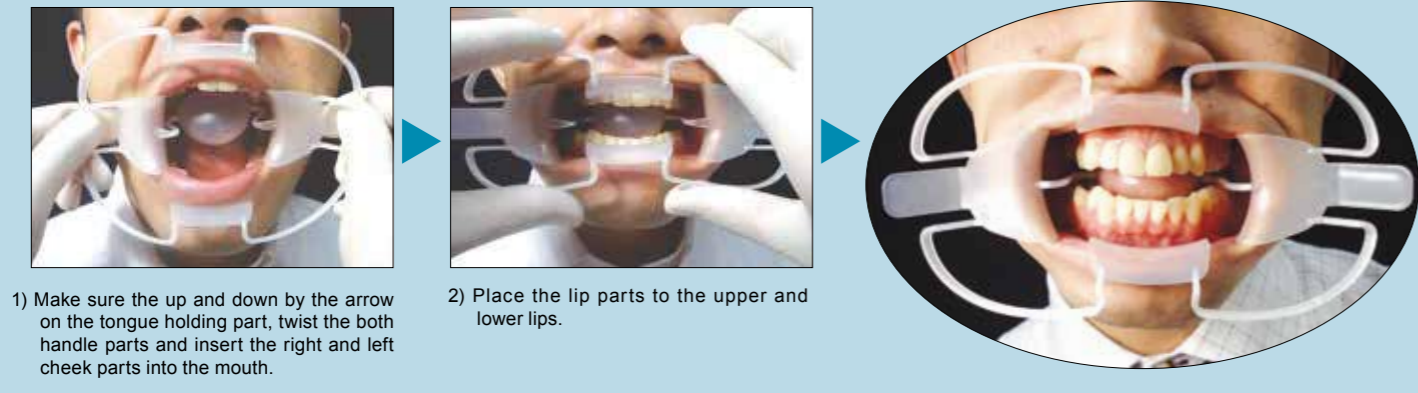 1) Make sure the up and down by the arrow
on the tongue holding part, twist the both
handle parts and insert the right and left
cheek parts into the mouth.
2) Place the lip parts to the upper and
lower lips.